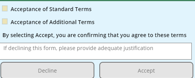 Acceptance of Standard Terms
Acceptance of Additional Terms
By selecting Accept, you are confirming that you agree to these terms
If declining this form, please provide adequate justification
Decline
Accept